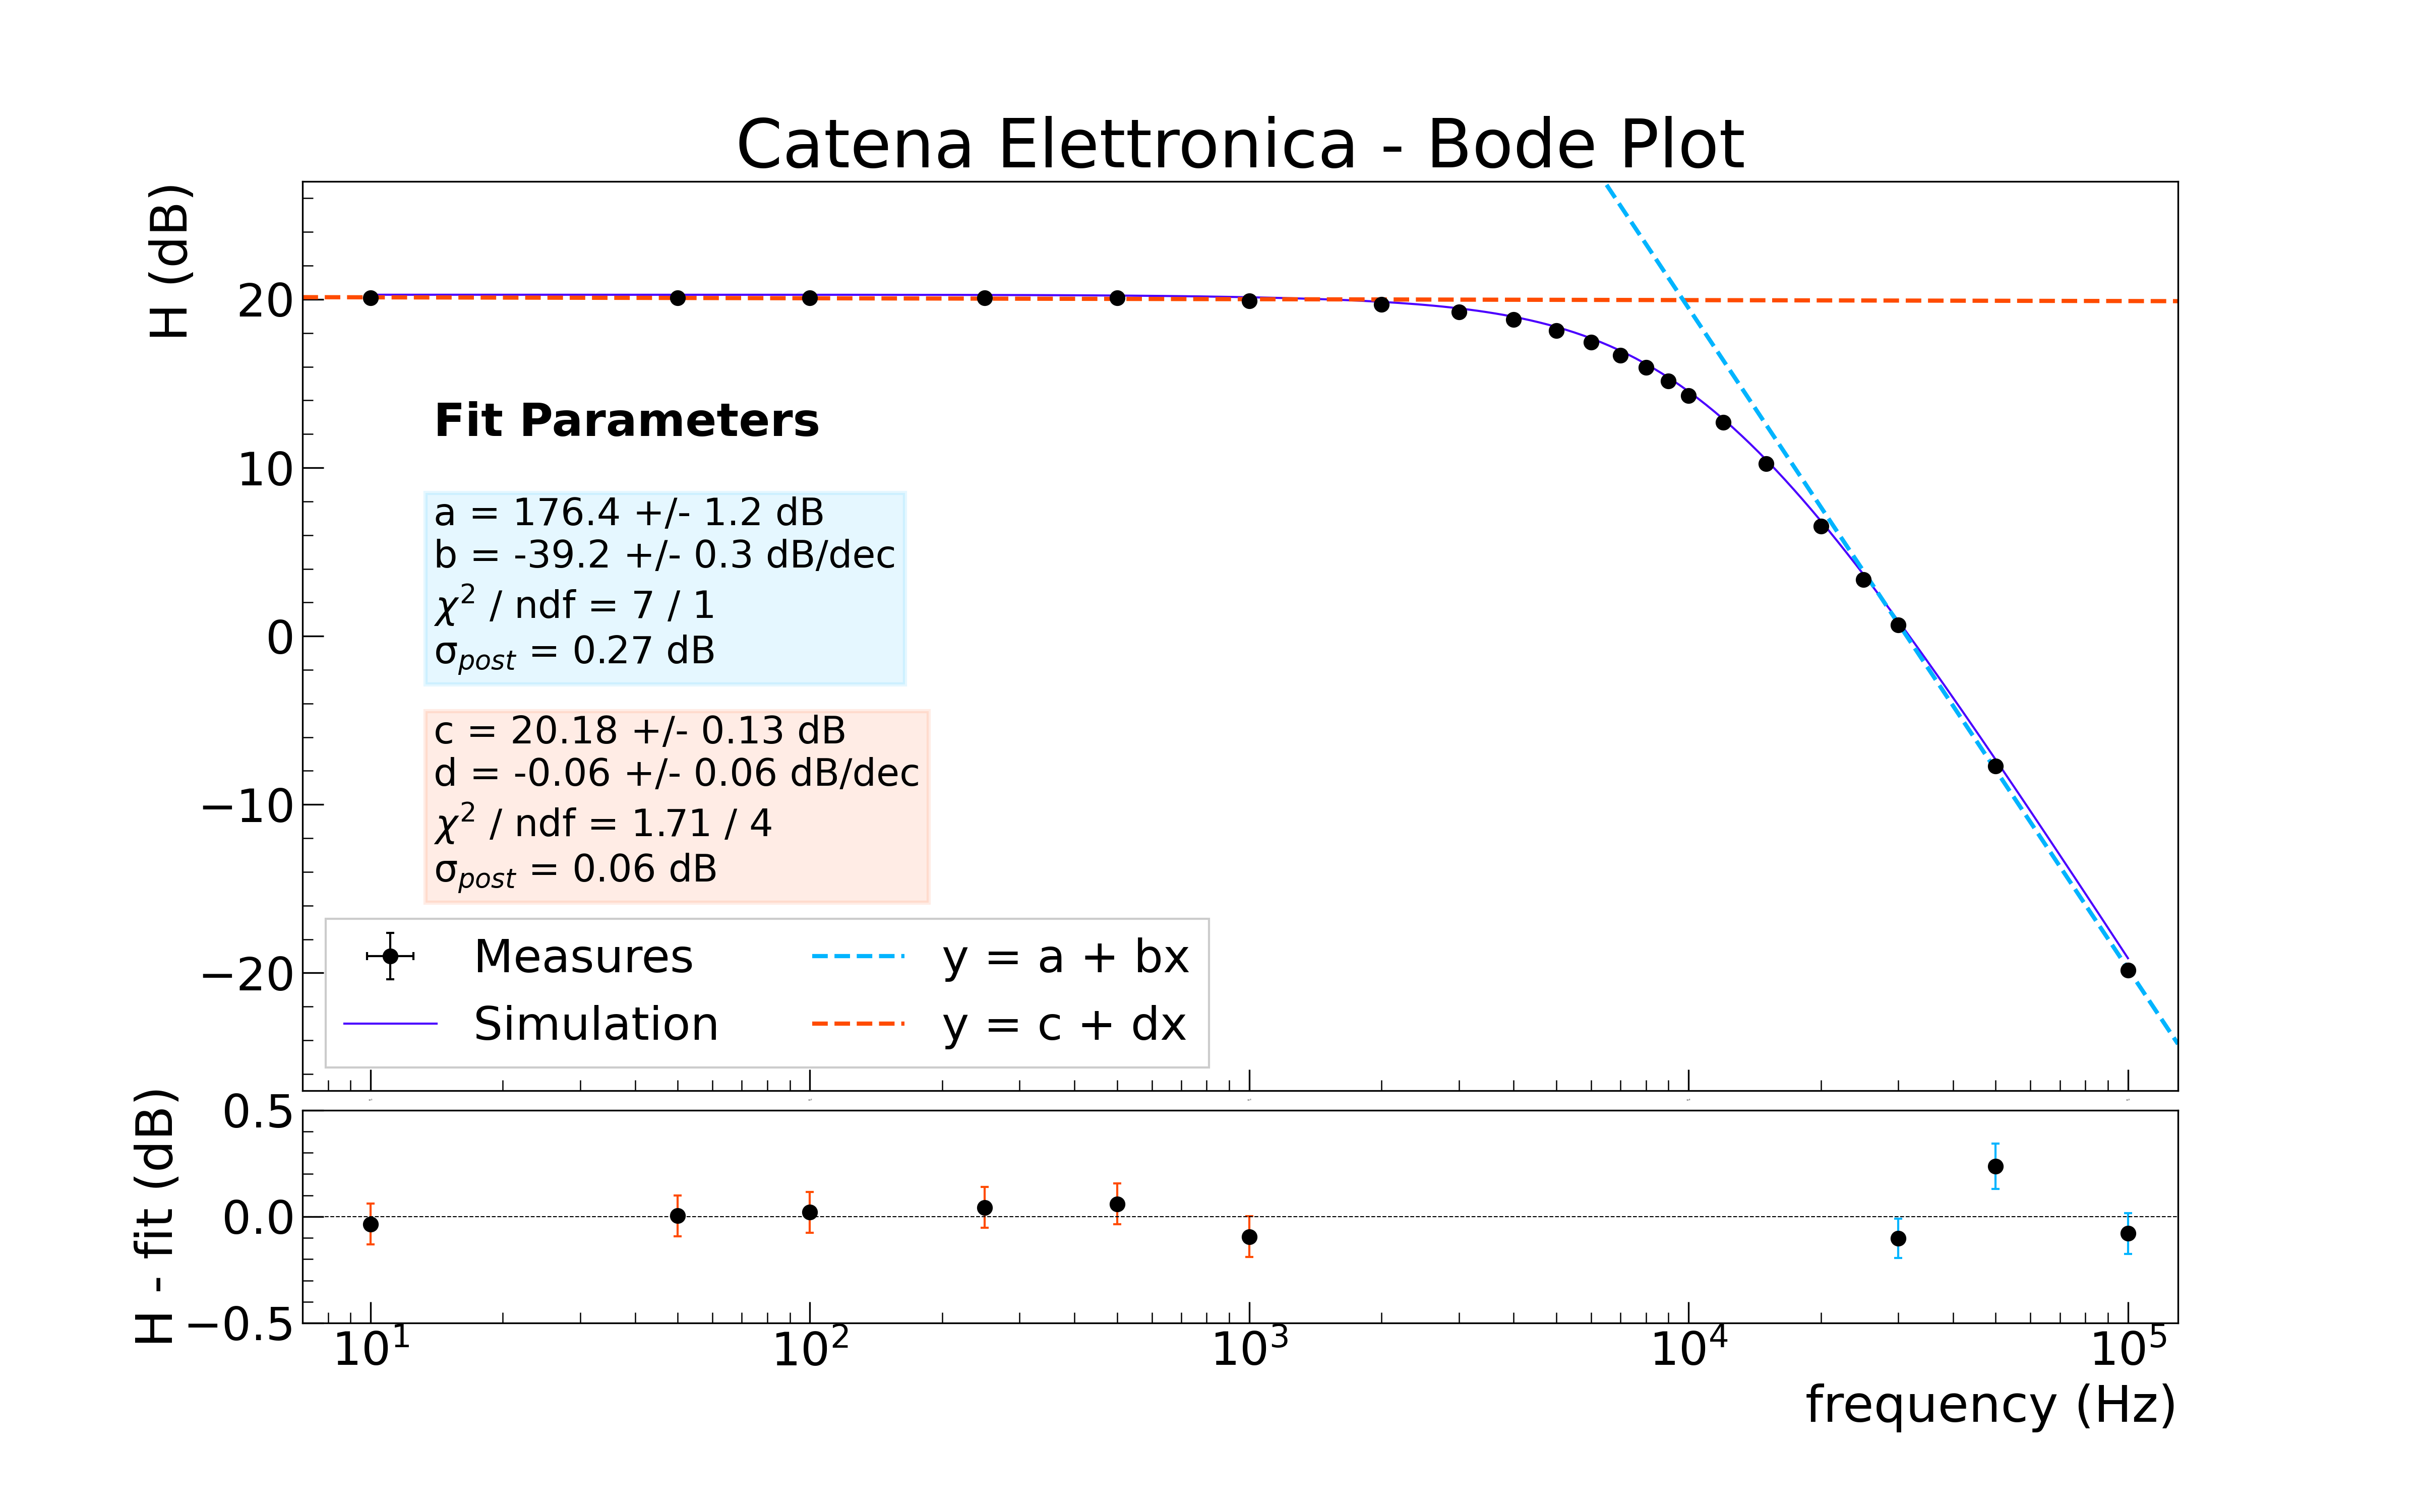 Catena Elettronica - Bode Plot
H (dB)
20
10
0
−10
−20
Fit Parameters
a = 176.4 +/- 1.2 dB
b = -39.2 +/- 0.3 dB/dec
χ² / ndf = 7 / 1
σpost = 0.27 dB
c = 20.18 +/- 0.13 dB
d = -0.06 +/- 0.06 dB/dec
χ² / ndf = 1.71 / 4
σpost = 0.06 dB
Measures
Simulation
y = a + bx
y = c + dx
H - fit (dB)
0.5
0.0
−0.5
10¹ 10² 10³ 10⁴ 10⁵
frequency (Hz)